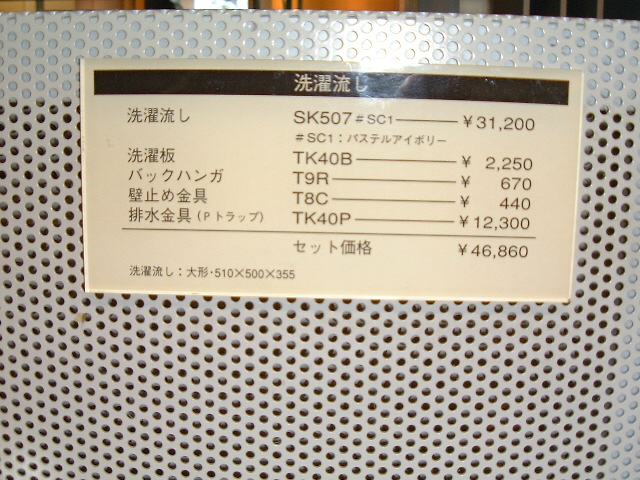 洗濯流し
洗濯流し SK507 #SC1 ¥31,200
#SC1:パステルアイボリー
洗濯板 TK40B ¥ 2,250
バックハンガ T9R ¥ 670
壁止め金具 T8C ¥ 440
排水金具(Pトラップ) TK40P ¥12,300
セット価格 ¥46,860
洗濯流し:大形・510×500×355